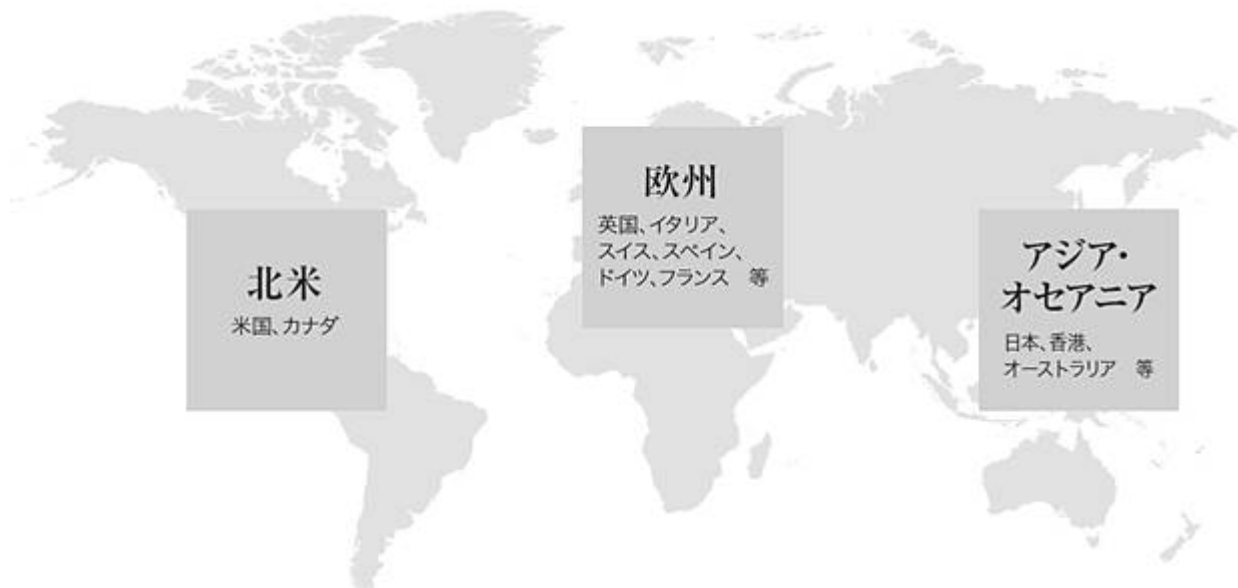 北米
米国、カナダ
欧州
英国、イタリア、
スイス、スペイン、
ドイツ、フランス　等
アジア・
オセアニア
日本、香港、
オーストラリア　等